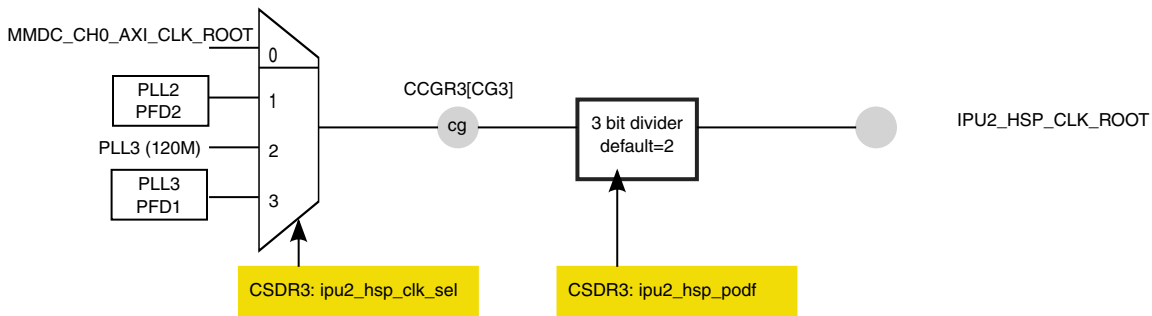 MMDC_CH0_AXI_CLK_ROOT
0
PLL2
PFD2
1
PLL3 (120M)
2
PLL3
PFD1
3
CCGR3[CG3]
cg
3 bit divider
default=2
IPU2_HSP_CLK_ROOT
CSDR3: ipu2_hsp_clk_sel
CSDR3: ipu2_hsp_podf